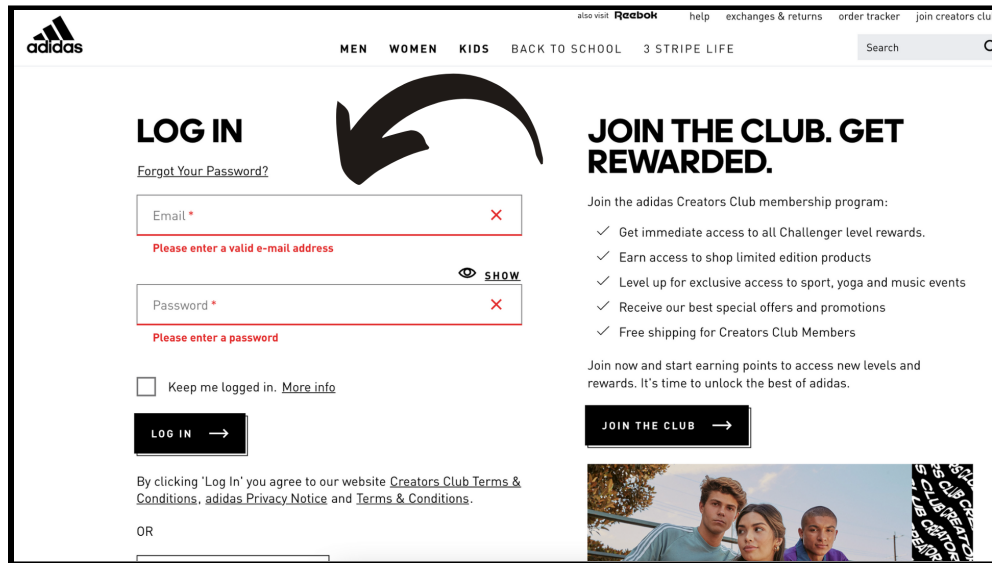 also visit Reebok help exchanges & returns order tracker join creators clu
adidas
MEN WOMEN KIDS BACK TO SCHOOL 3 STRIPE LIFE
Search
LOG IN
Forgot Your Password?
Email *
Please enter a valid e-mail address
SHOW
Password *
Please enter a password
Keep me logged in. More info
LOG IN
By clicking 'Log In' you agree to our website Creators Club Terms &
Conditions, adidas Privacy Notice and Terms & Conditions.
OR
JOIN THE CLUB. GET
REWARDED.
Join the adidas Creators Club membership program:
Get immediate access to all Challenger level rewards.
Earn access to shop limited edition products
Level up for exclusive access to sport, yoga and music events
Receive our best special offers and promotions
Free shipping for Creators Club Members
Join now and start earning points to access new levels and
rewards. It's time to unlock the best of adidas.
JOIN THE CLUB